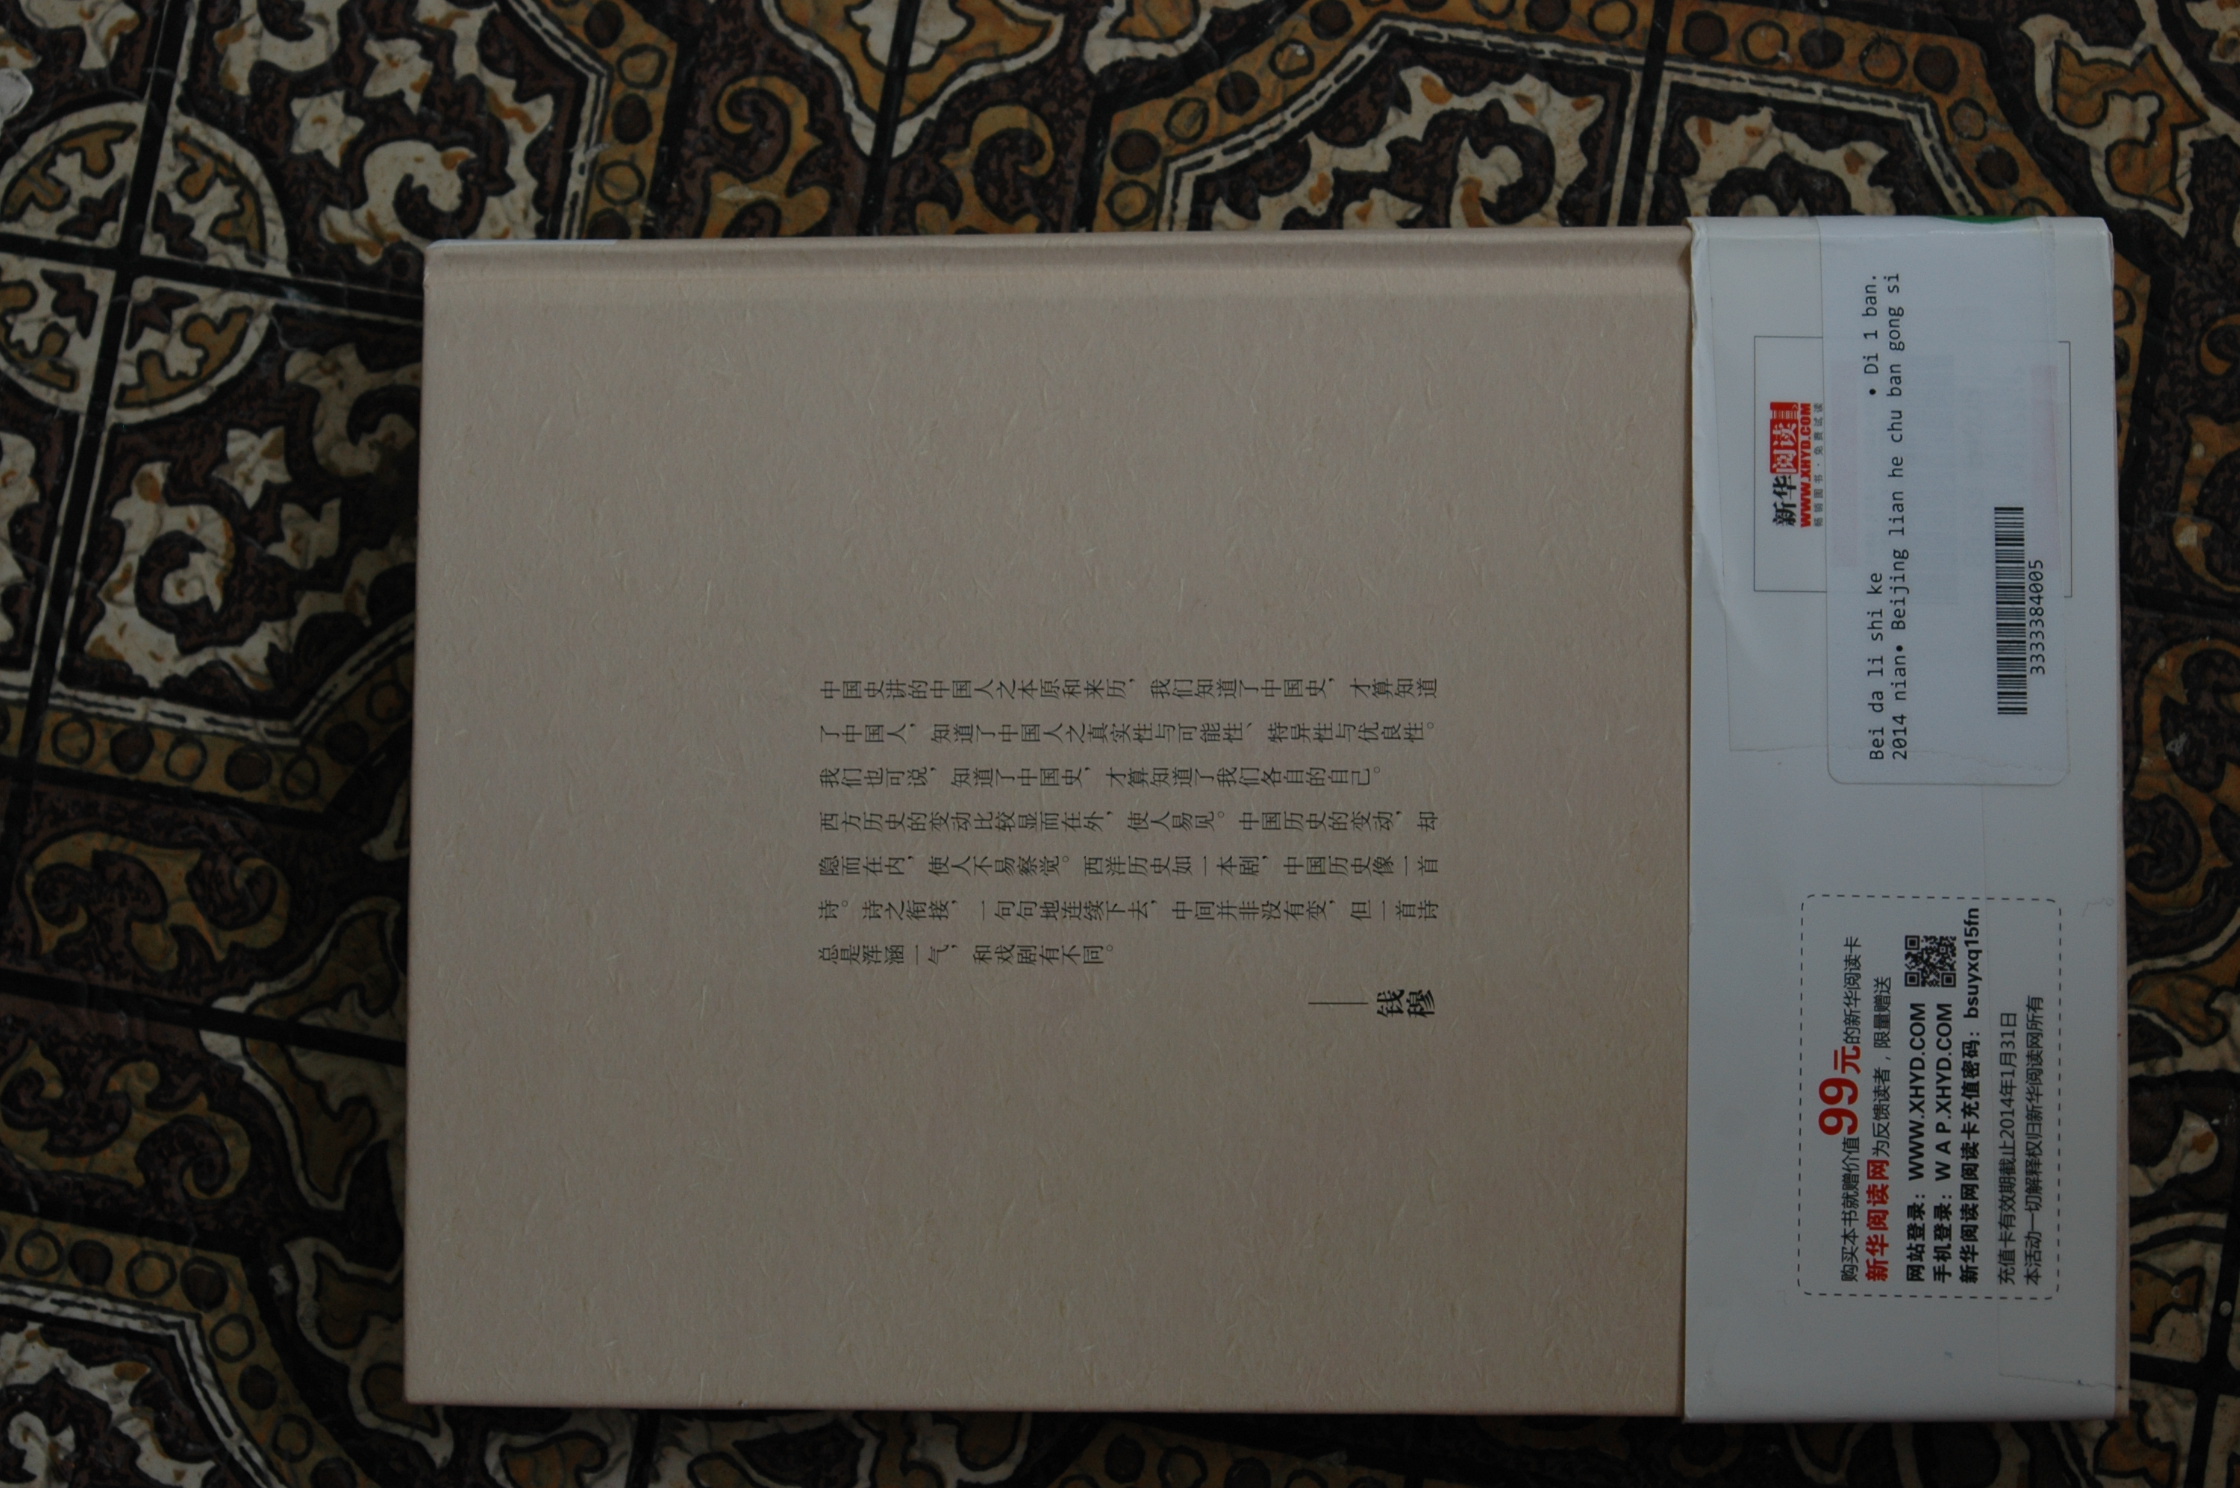 中国史讲的中国人之本原和来历，我们知道了中国史，才算知道
了中国人，知道了中国人之真实性与可能性、特异性与优良性。
我们也可说，知道了中国史，才算知道了我们各自的自己。
西方历史的变动比较显而在外，使人易见。中国历史的变动，却
隐而在内，使人不易察觉。西洋历史如一本剧，中国历史像一首
诗。诗之衔接，一句句地连续下去，中间并非没有变，但一首诗
总是浑涵一气，和戏剧有不同。
——钱穆
购买本书就赠价值99元的新华阅读卡
新华阅读网为反馈读者，限量赠送
网站登录：WWW.XHYD.COM
手机登录：W A P.XHYD.COM
新华阅读网阅读卡充值密码：bsuyxq15fn
充值卡有效期截止2014年1月31日
本活动一切解释权归新华阅读网所有
新华阅读
WWW.XHYD.COM
畅销图书·免费试读
Bei da li shi ke • Di 1 ban.
2014 nian• Beijing lian he chu ban gong si
3333384005